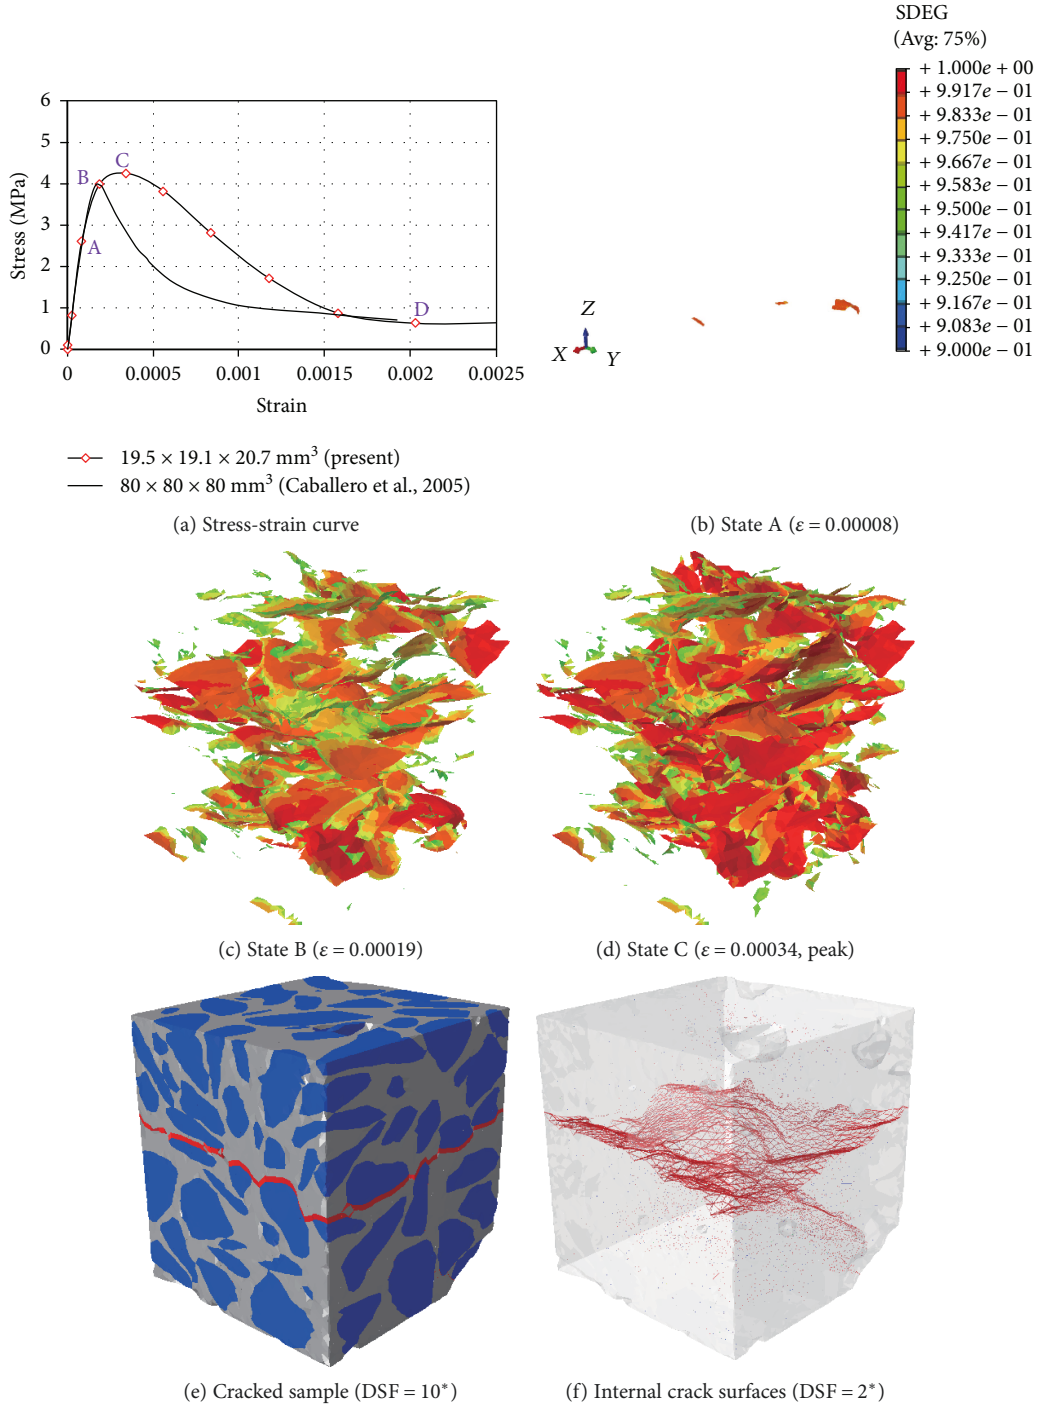 SDEG
(Avg: 75%)
+ 1.000e + 00
+ 9.917e − 01
+ 9.833e − 01
+ 9.750e − 01
+ 9.667e − 01
+ 9.583e − 01
+ 9.500e − 01
+ 9.417e − 01
+ 9.333e − 01
+ 9.250e − 01
+ 9.167e − 01
+ 9.083e − 01
+ 9.000e − 01
6
5
4
3
2
1
0
Stress (MPa)
A
B
C
D
0
0.0005
0.001
0.0015
0.002
0.0025
Strain
19.5 × 19.1 × 20.7 mm³ (present)
80 × 80 × 80 mm³ (Caballero et al., 2005)
Z
X
Y
(a) Stress-strain curve
(b) State A (ε = 0.00008)
(c) State B (ε = 0.00019)
(d) State C (ε = 0.00034, peak)
(e) Cracked sample (DSF = 10*)
(f) Internal crack surfaces (DSF = 2*)